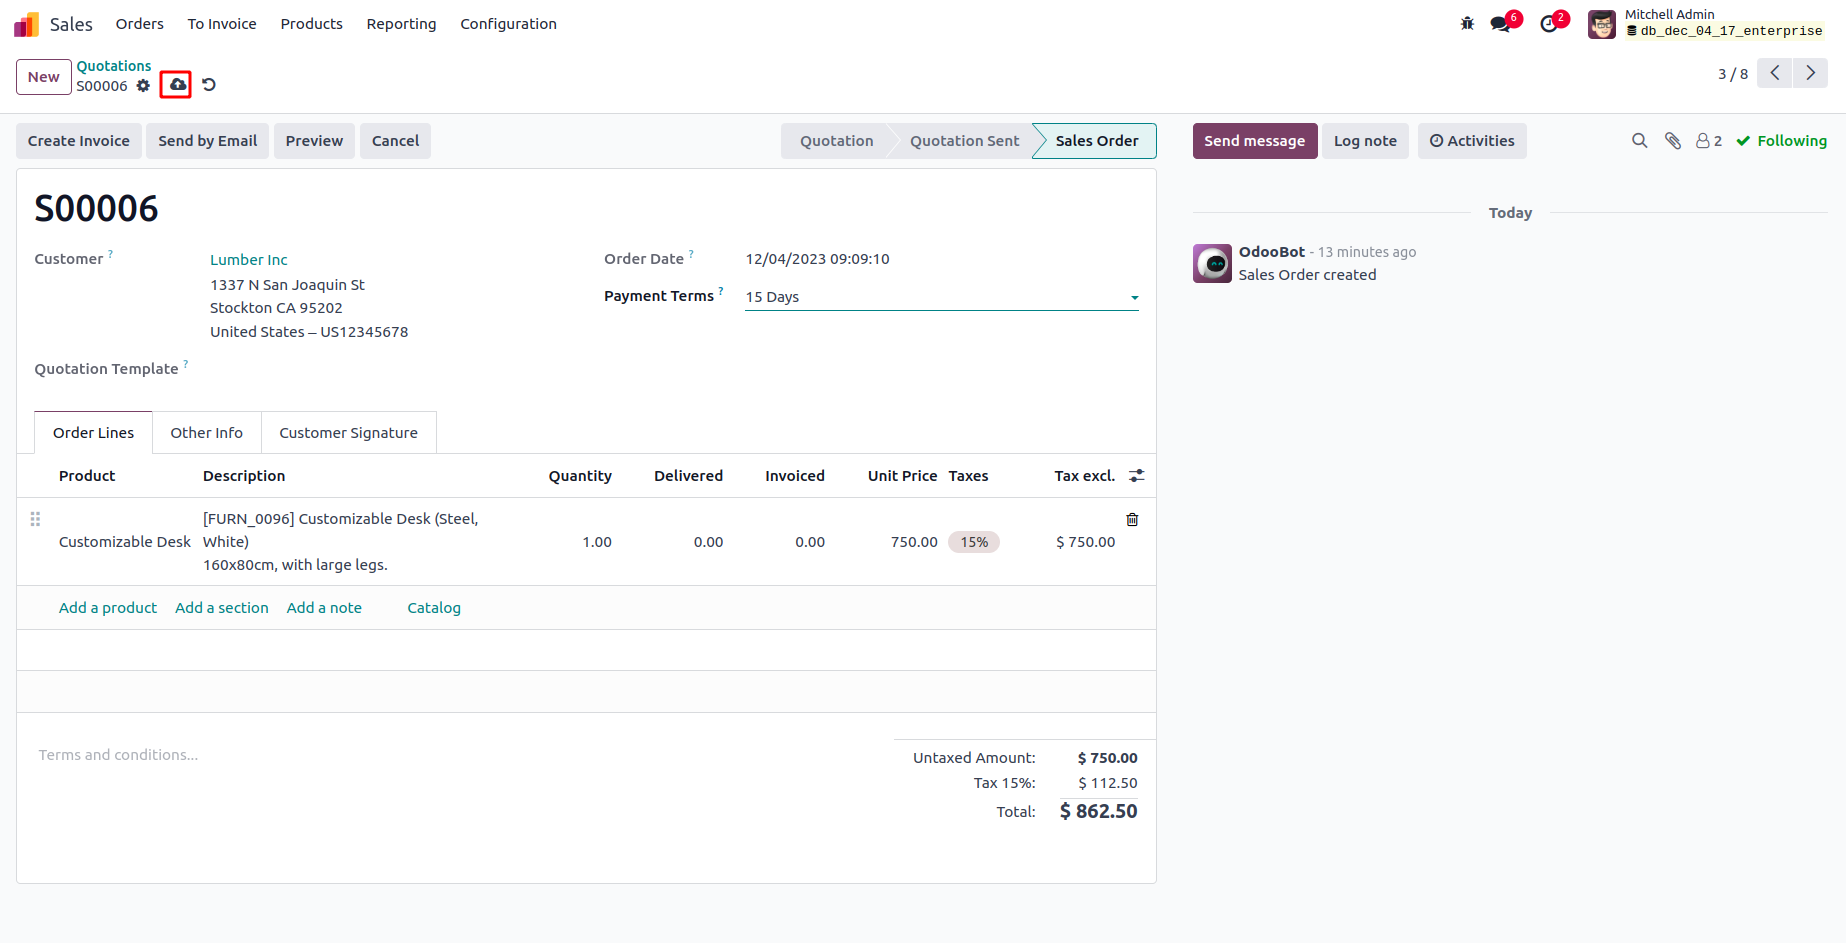 Sales Orders To Invoice Products Reporting Configuration 6 2 Mitchell Admin
db_dec_04_17_enterprise
New Quotations
S00006
3 / 8
Create Invoice Send by Email Preview Cancel Quotation Quotation Sent Sales Order Send message Log note Activities 2 Following
S00006
Today
Customer ? Lumber Inc Order Date ? 12/04/2023 09:09:10
OdooBot - 13 minutes ago
Sales Order created
1337 N San Joaquin St
Payment Terms ? 15 Days
Stockton CA 95202
United States – US12345678
Quotation Template ?
Order Lines Other Info Customer Signature
Product Description Quantity Delivered Invoiced Unit Price Taxes Tax excl.
[FURN_0096] Customizable Desk (Steel,
Customizable Desk White) 1.00 0.00 0.00 750.00 15% $ 750.00
160x80cm, with large legs.
Add a product Add a section Add a note Catalog
Terms and conditions...
Untaxed Amount: $ 750.00
Tax 15%: $ 112.50
Total: $ 862.50